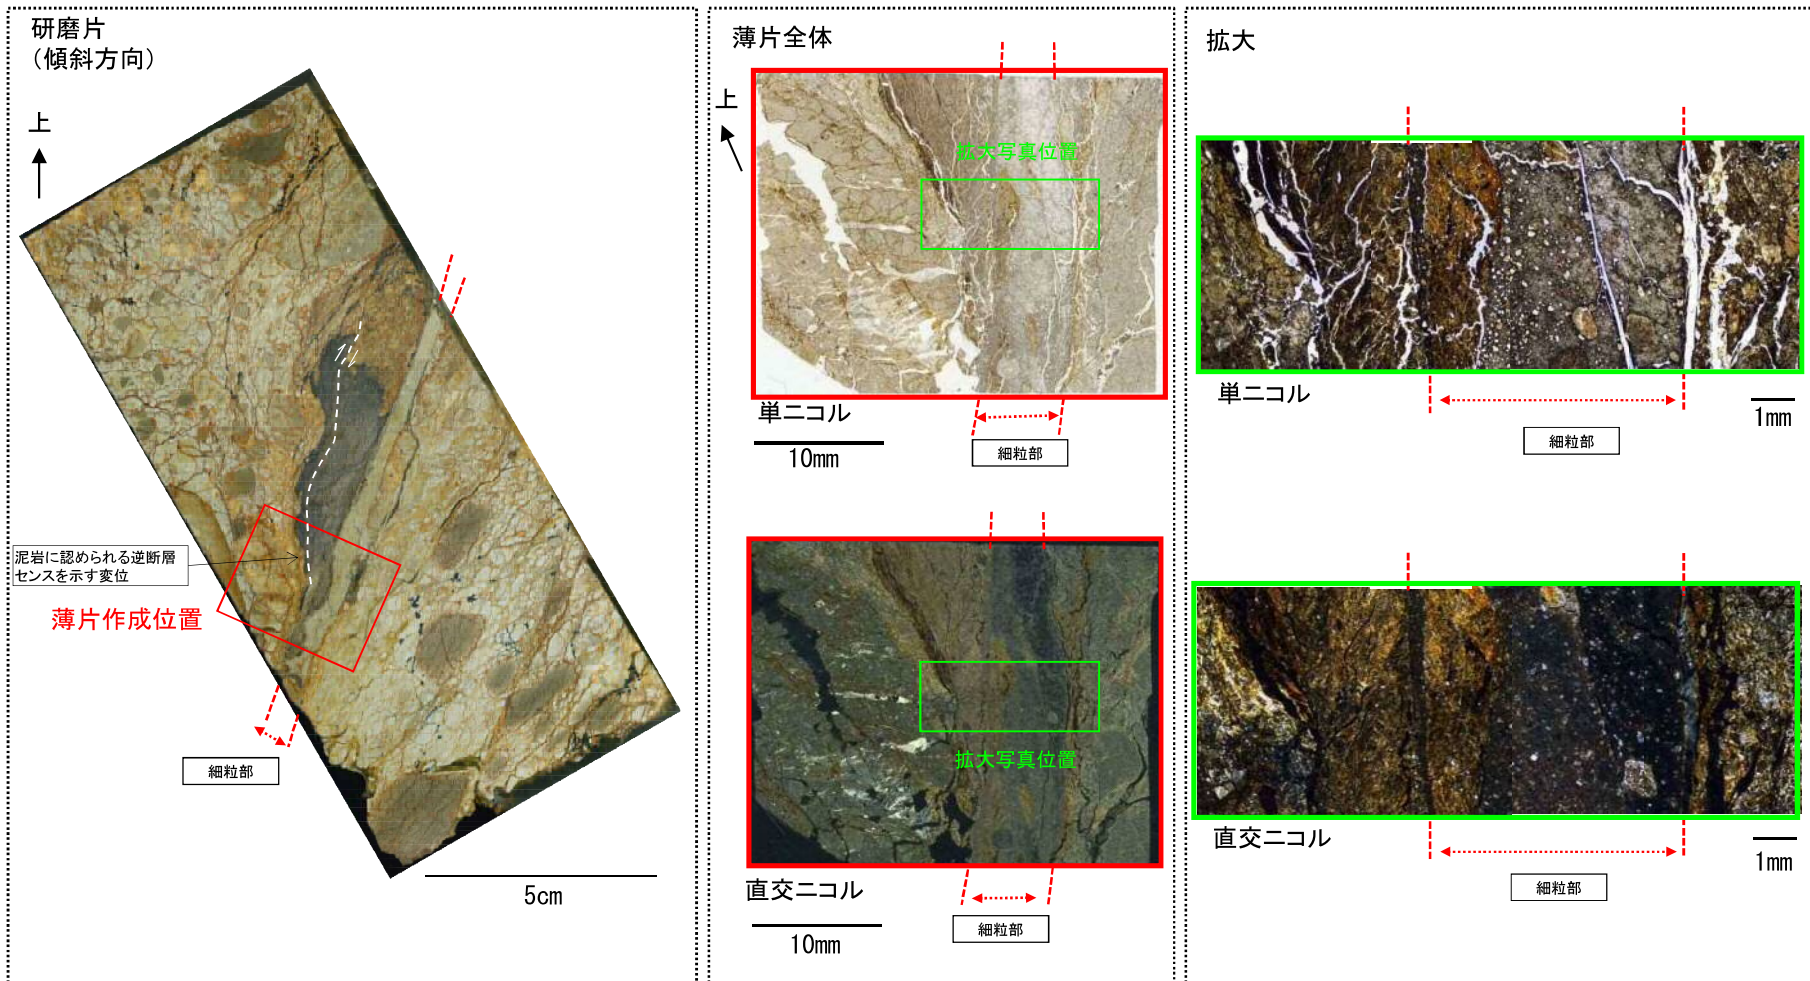 研磨片
（傾斜方向）
上
泥岩に認められる逆断層
センスを示す変位
薄片作成位置
細粒部
5cm
薄片全体
上
拡大写真位置
単ニコル
10mm
細粒部
拡大写真位置
直交ニコル
10mm
細粒部
拡大
単ニコル
1mm
細粒部
直交ニコル
1mm
細粒部